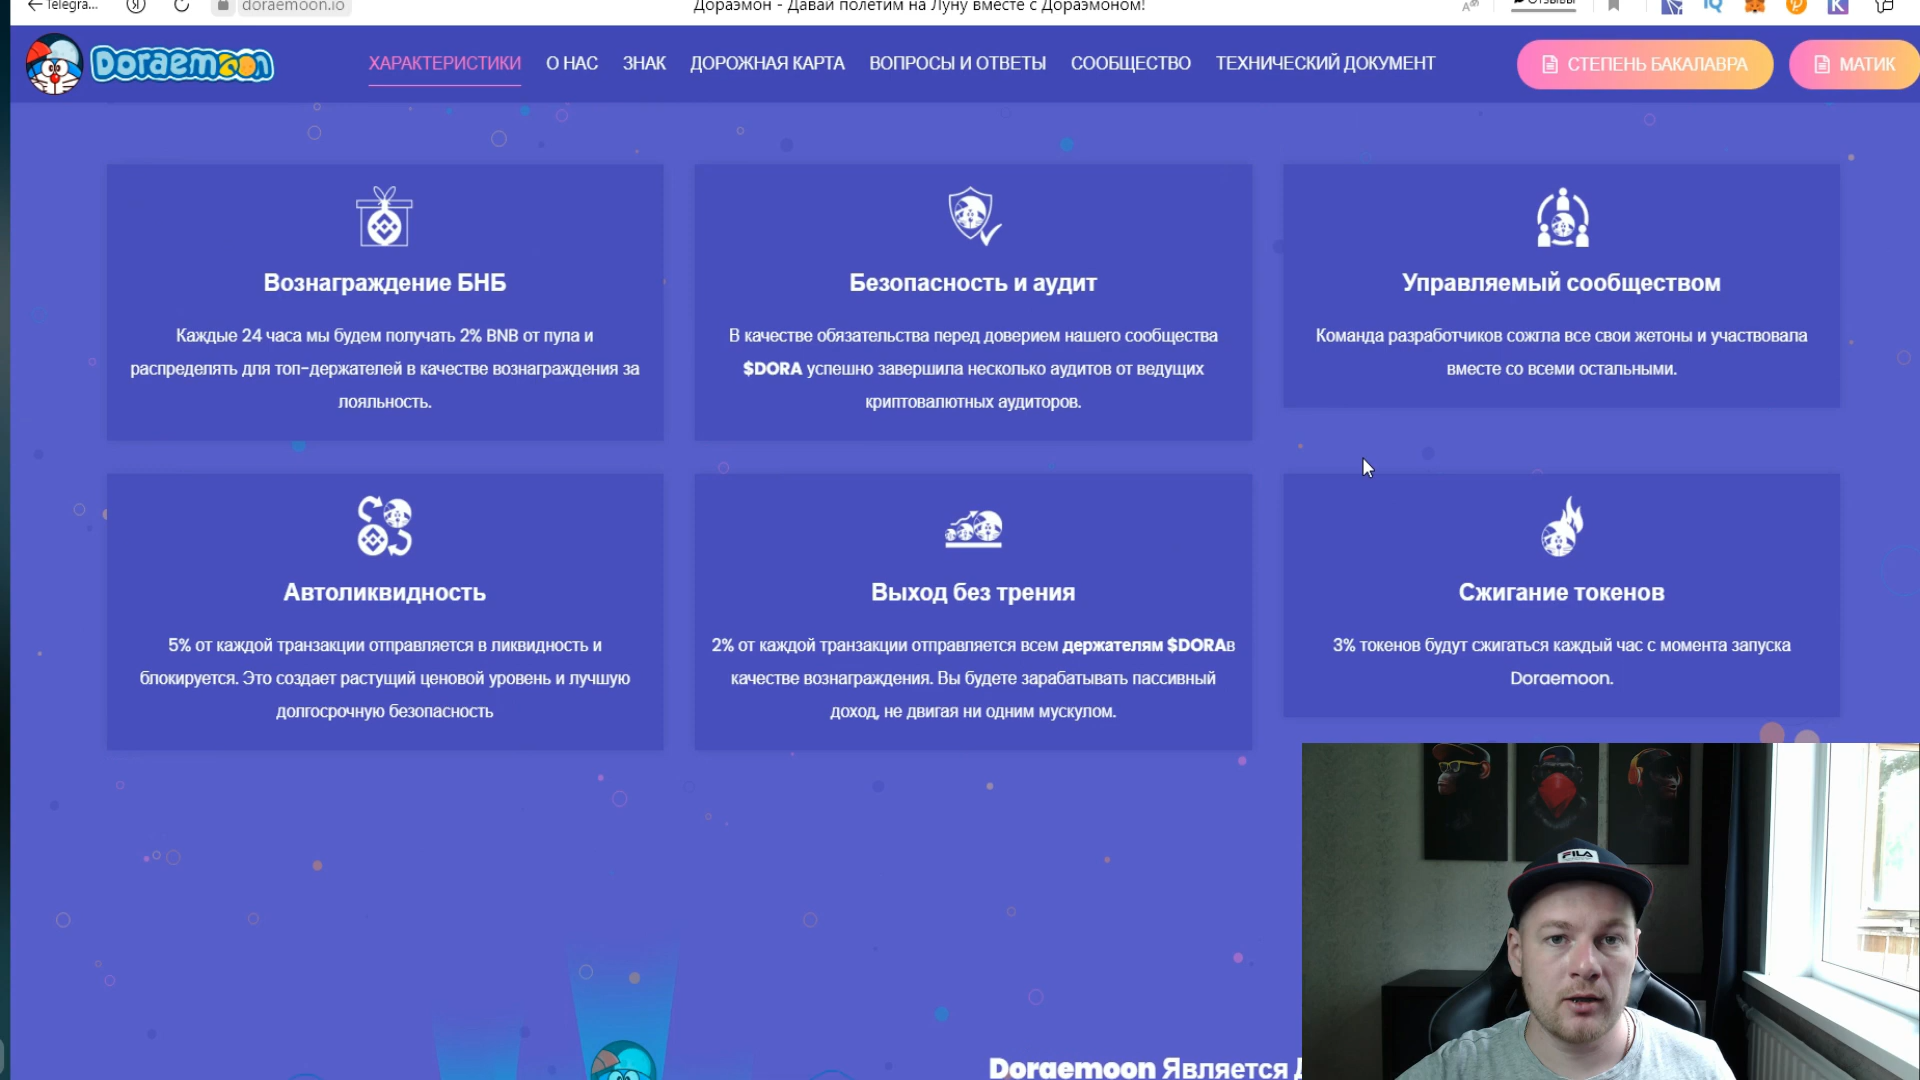 Telegra...
doraemoon.io
Дораэмон - Давай полетим на Луну вместе с Дораэмоном!
Отзывы
Doraemoon
ХАРАКТЕРИСТИКИ
О НАС
ЗНАК
ДОРОЖНАЯ КАРТА
ВОПРОСЫ И ОТВЕТЫ
СООБЩЕСТВО
ТЕХНИЧЕСКИЙ ДОКУМЕНТ
СТЕПЕНЬ БАКАЛАВРА
МАТИК
Вознаграждение БНБ
Каждые 24 часа мы будем получать 2% BNB от пула и
распределять для топ-держателей в качестве вознаграждения за
лояльность.
Безопасность и аудит
В качестве обязательства перед доверием нашего сообщества
$DORA успешно завершила несколько аудитов от ведущих
криптовалютных аудиторов.
Управляемый сообществом
Команда разработчиков сожгла все свои жетоны и участвовала
вместе со всеми остальными.
Автоликвидность
5% от каждой транзакции отправляется в ликвидность и
блокируется. Это создает растущий ценовой уровень и лучшую
долгосрочную безопасность
Выход без трения
2% от каждой транзакции отправляется всем держателям $DORAв
качестве вознаграждения. Вы будете зарабатывать пассивный
доход, не двигая ни одним мускулом.
Сжигание токенов
3% токенов будут сжигаться каждый час с момента запуска
Doraemoon.
FILA
Doraemoon Является